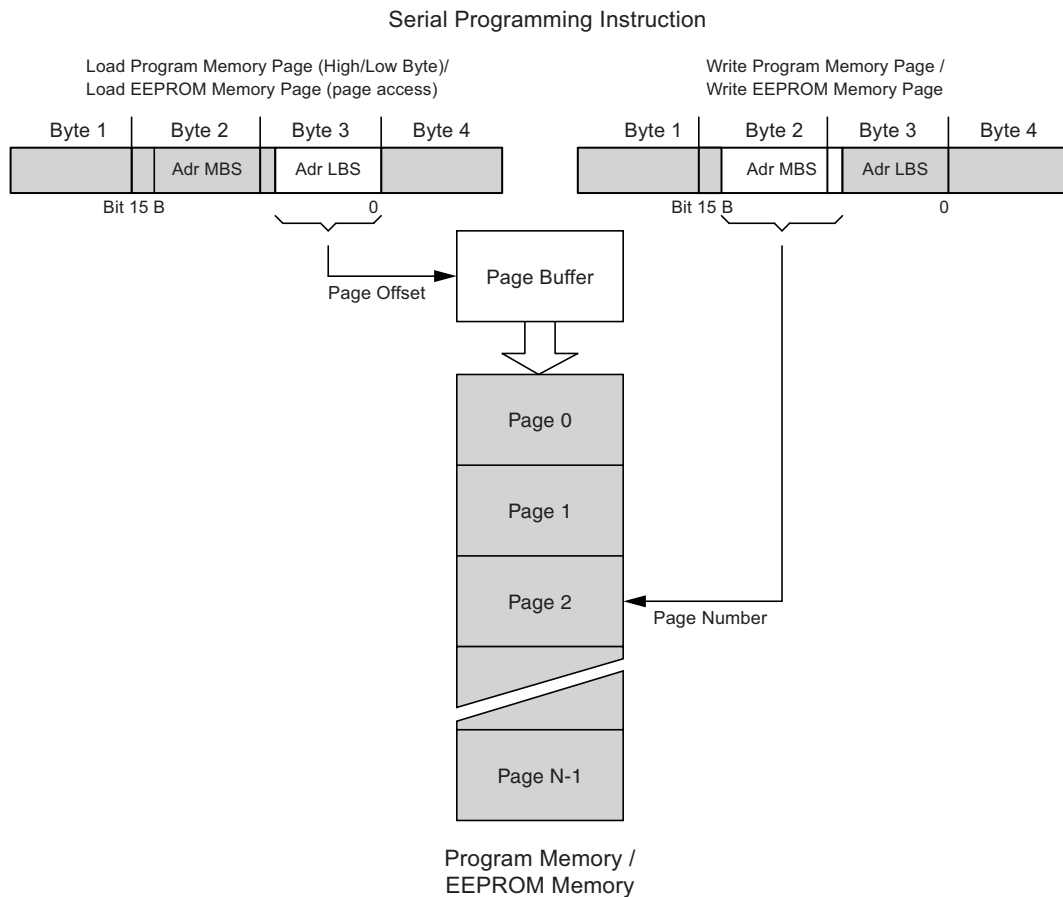 Serial Programming Instruction
Load Program Memory Page (High/Low Byte)/
Load EEPROM Memory Page (page access)
Write Program Memory Page /
Write EEPROM Memory Page
Byte 1 Byte 2 Byte 3 Byte 4
Byte 1 Byte 2 Byte 3 Byte 4
Adr MBS Adr LBS
Adr MBS Adr LBS
Bit 15 B 0
Bit 15 B 0
Page Offset
Page Buffer
Page 0
Page 1
Page 2
Page Number
Page N-1
Program Memory /
EEPROM Memory